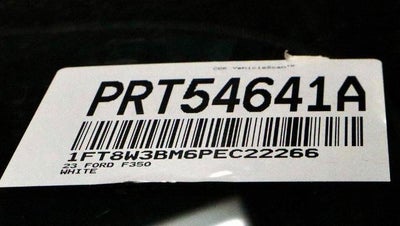 CDK VehicleScan™
PRT54641A
1FT8W3BM6PEC22266
23 FORD F350
WHITE